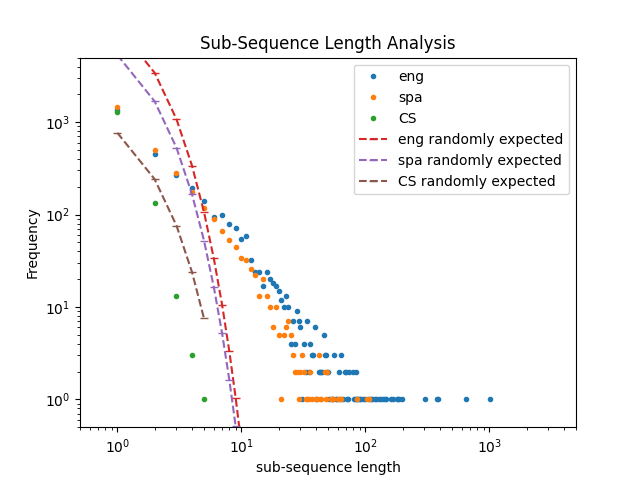 Sub-Sequence Length Analysis
eng
spa
CS
eng randomly expected
spa randomly expected
CS randomly expected
Frequency
10³
10²
10¹
10⁰
10⁰ 10¹ 10² 10³
sub-sequence length